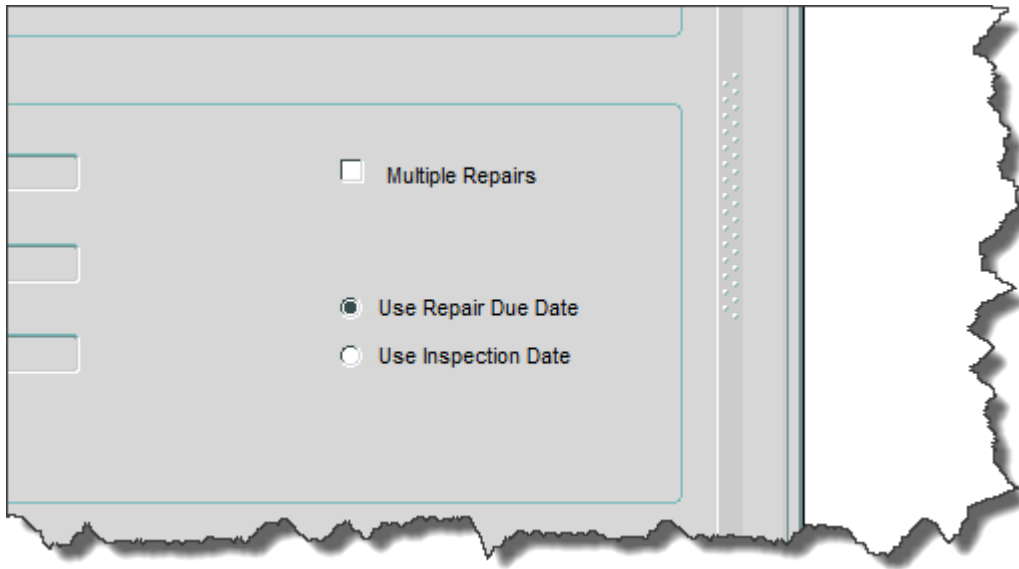 Multiple Repairs
Use Repair Due Date
Use Inspection Date